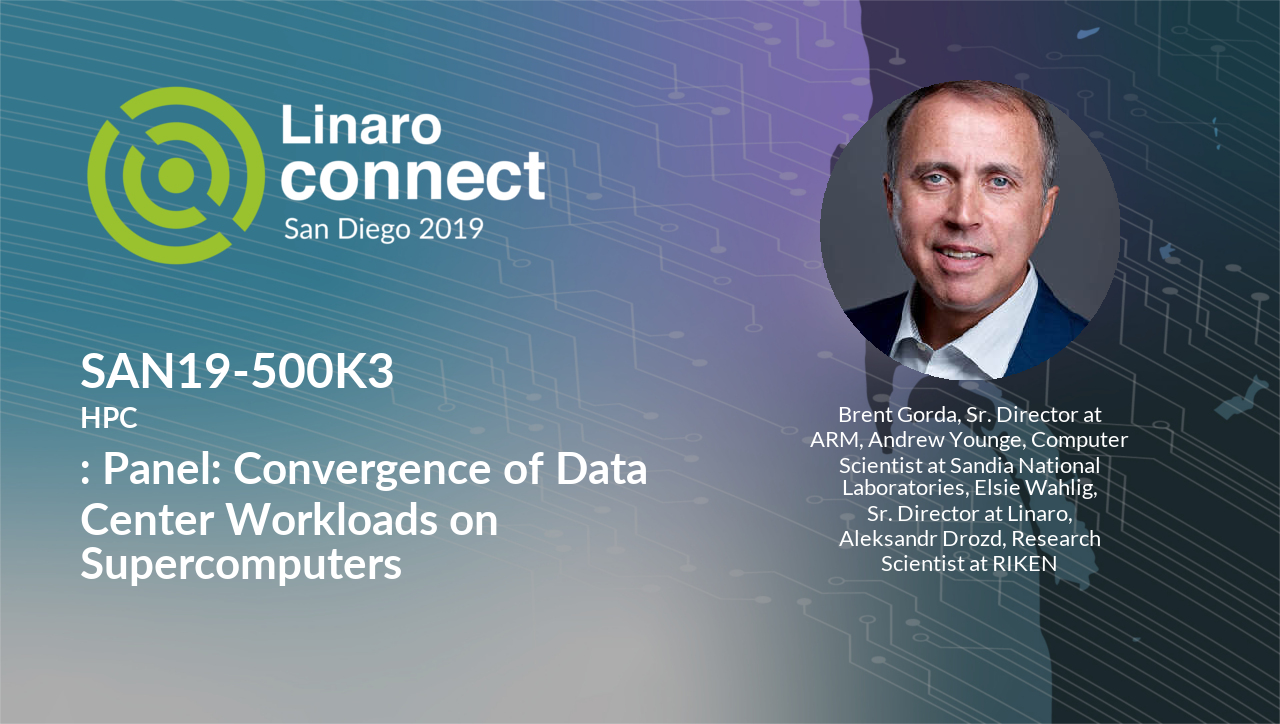 Linaro
connect
San Diego 2019
SAN19-500K3
HPC
: Panel: Convergence of Data
Center Workloads on
Supercomputers
Brent Gorda, Sr. Director at
ARM, Andrew Younge, Computer
Scientist at Sandia National
Laboratories, Elsie Wahlig,
Sr. Director at Linaro,
Aleksandr Drozd, Research
Scientist at RIKEN